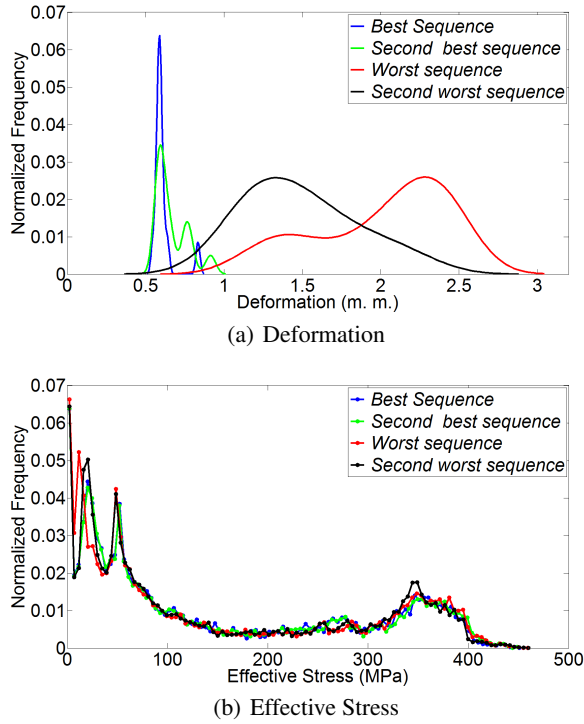 0.07
0.06
0.05
0.04
0.03
0.02
0.01
0
Normalized Frequency
Best Sequence
Second best sequence
Worst sequence
Second worst sequence
0 0.5 1 1.5 2 2.5 3
Deformation (m. m.)
(a) Deformation
0.07
0.06
0.05
0.04
0.03
0.02
0.01
0
Normalized Frequency
Best Sequence
Second best sequence
Worst sequence
Second worst sequence
0 100 200 300 400 500
Effective Stress (MPa)
(b) Effective Stress